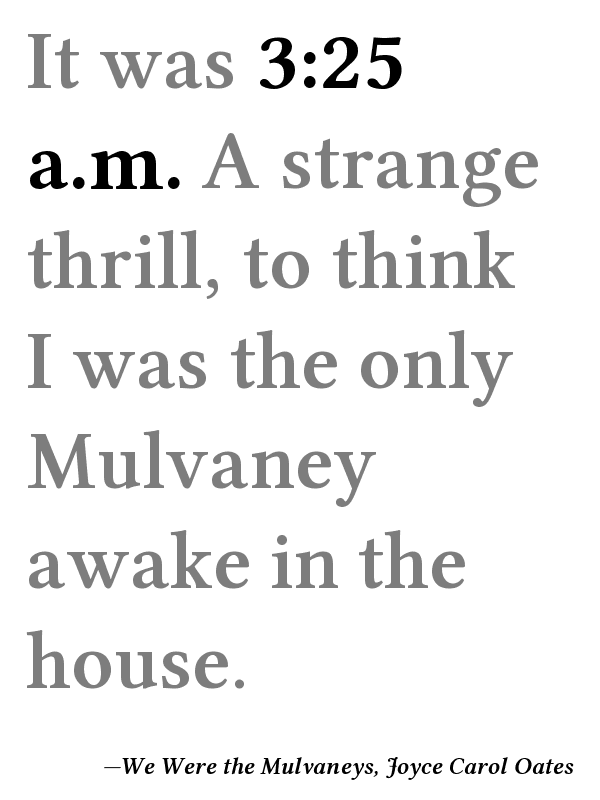 It was 3:25
a.m. A strange
thrill, to think
I was the only
Mulvaney
awake in the
house.
—We Were the Mulvaneys, Joyce Carol Oates